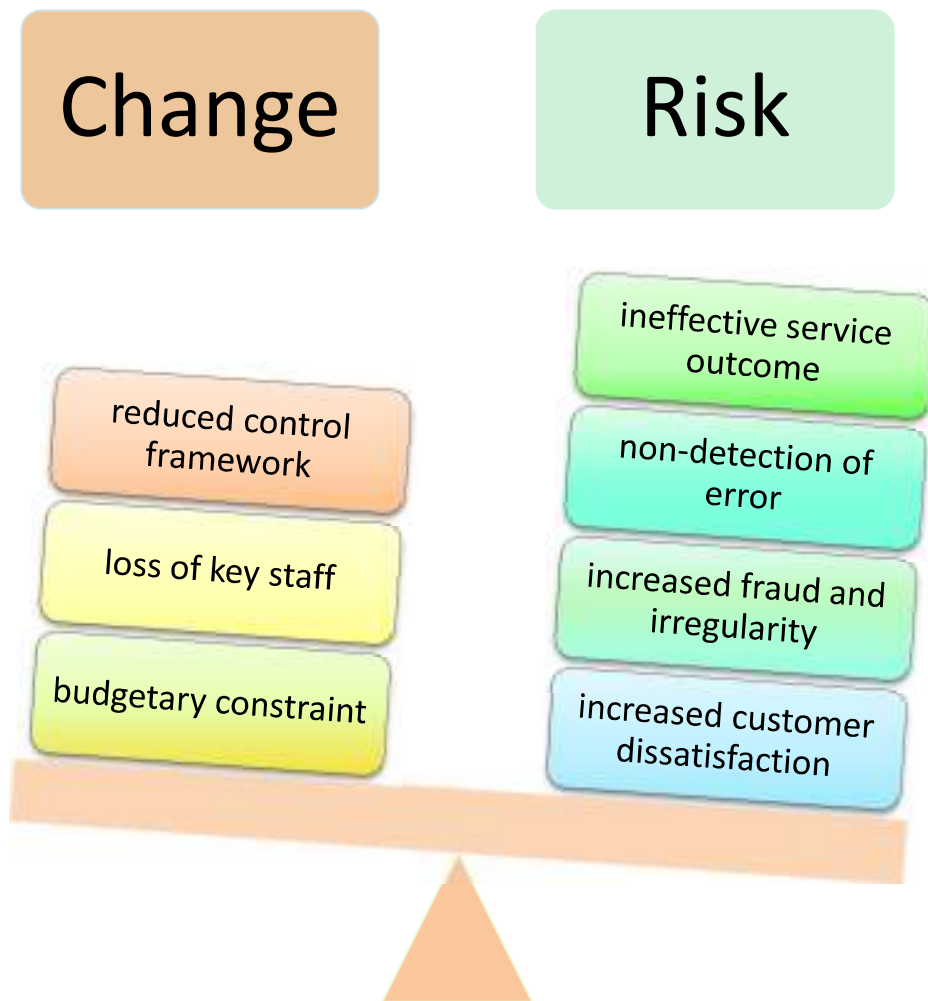 Change
Risk
reduced control
framework
loss of key staff
budgetary constraint
ineffective service
outcome
non-detection of
error
increased fraud and
irregularity
increased customer
dissatisfaction